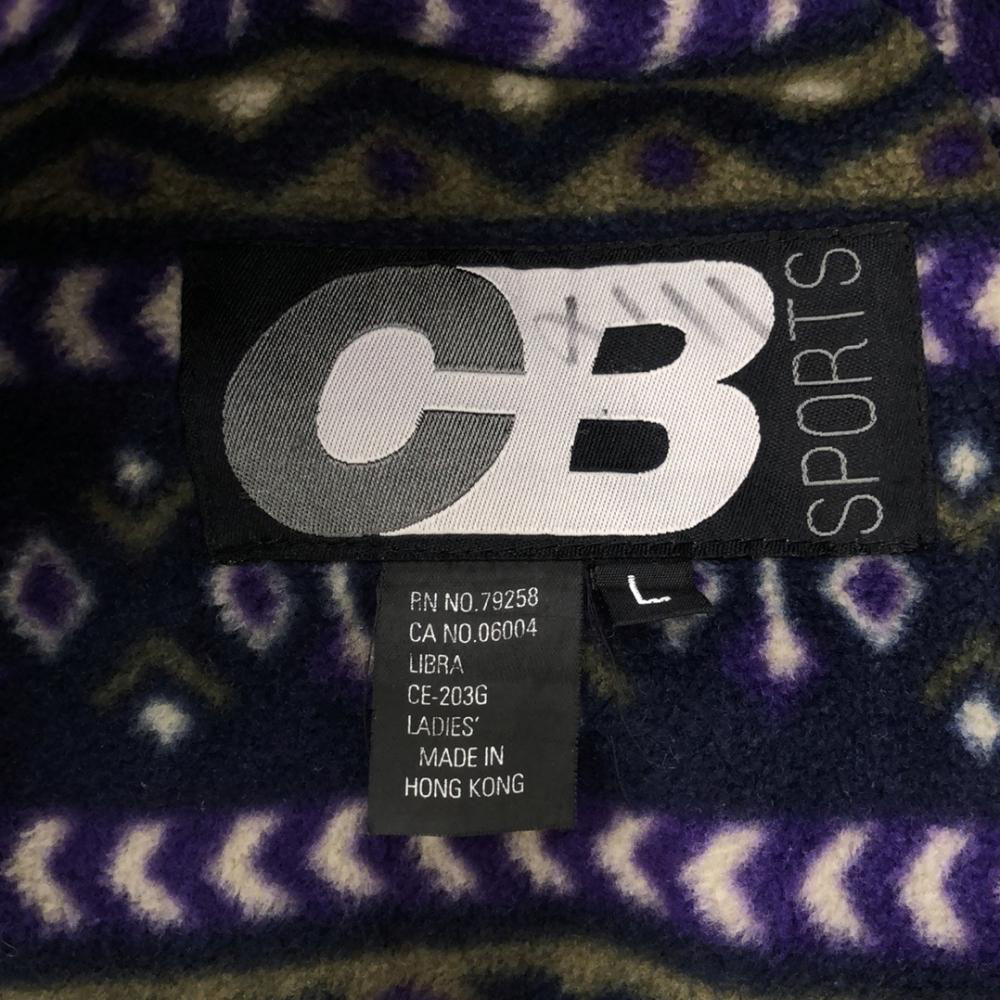 CB
SPORTS
L
RN NO.79258
CA NO.06004
LIBRA
CE-203G
LADIES'
MADE IN
HONG KONG